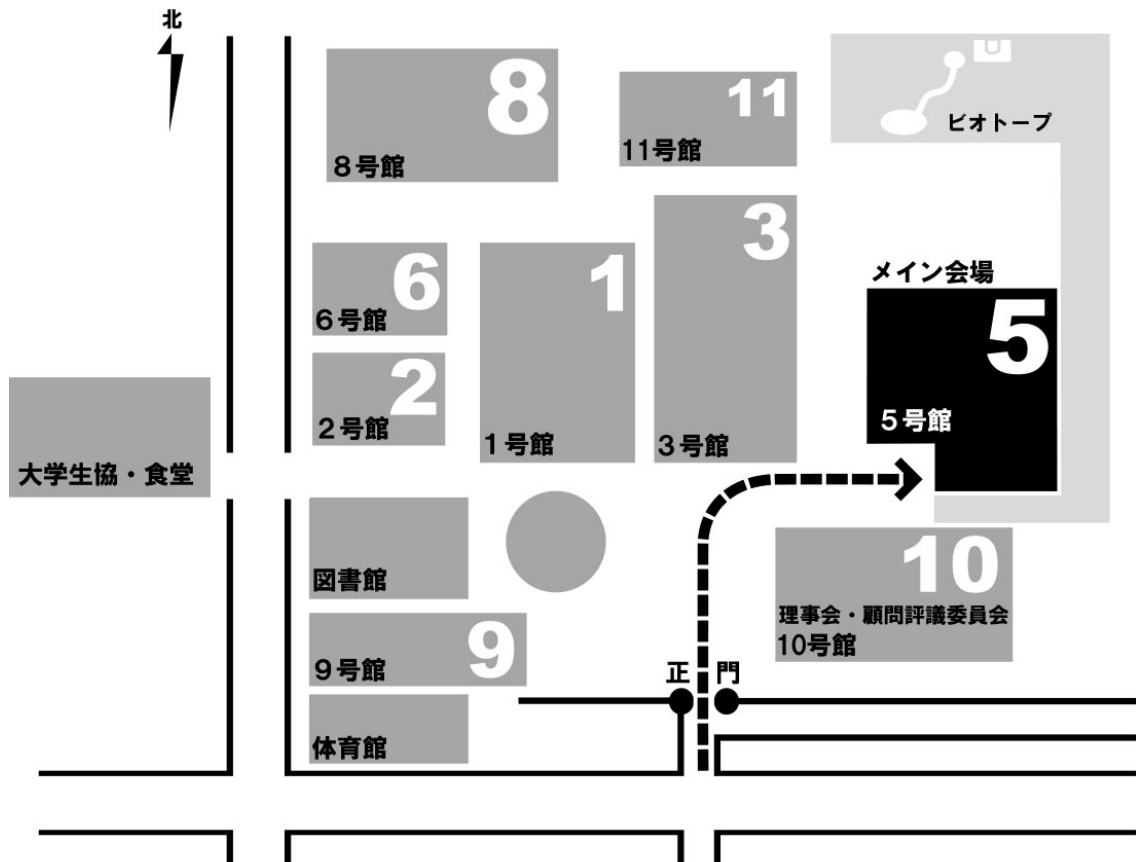 北
8
8号館
11
11号館
ビオトープ
6
6号館
1
1号館
3
3号館
メイン会場
5
5号館
2
2号館
大学生協・食堂
図書館
10
理事会・顧問評議委員会
10号館
9
9号館
正 門
体育館